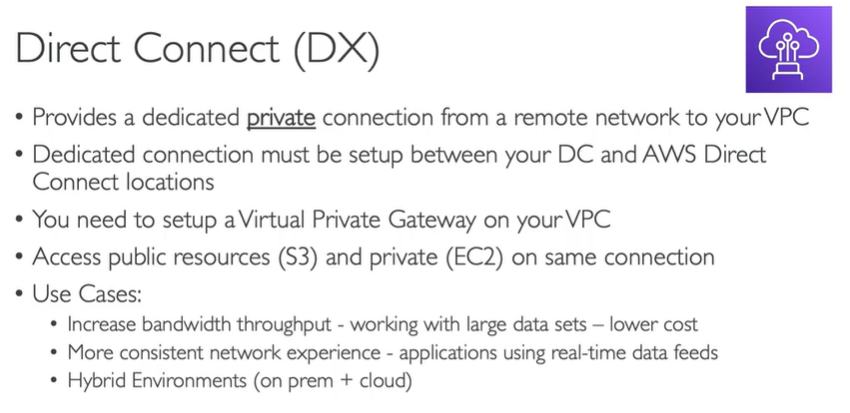 Direct Connect (DX)
• Provides a dedicated private connection from a remote network to your VPC
• Dedicated connection must be setup between your DC and AWS Direct
Connect locations
• You need to setup a Virtual Private Gateway on your VPC
• Access public resources (S3) and private (EC2) on same connection
• Use Cases:
• Increase bandwidth throughput - working with large data sets – lower cost
• More consistent network experience - applications using real-time data feeds
• Hybrid Environments (on prem + cloud)